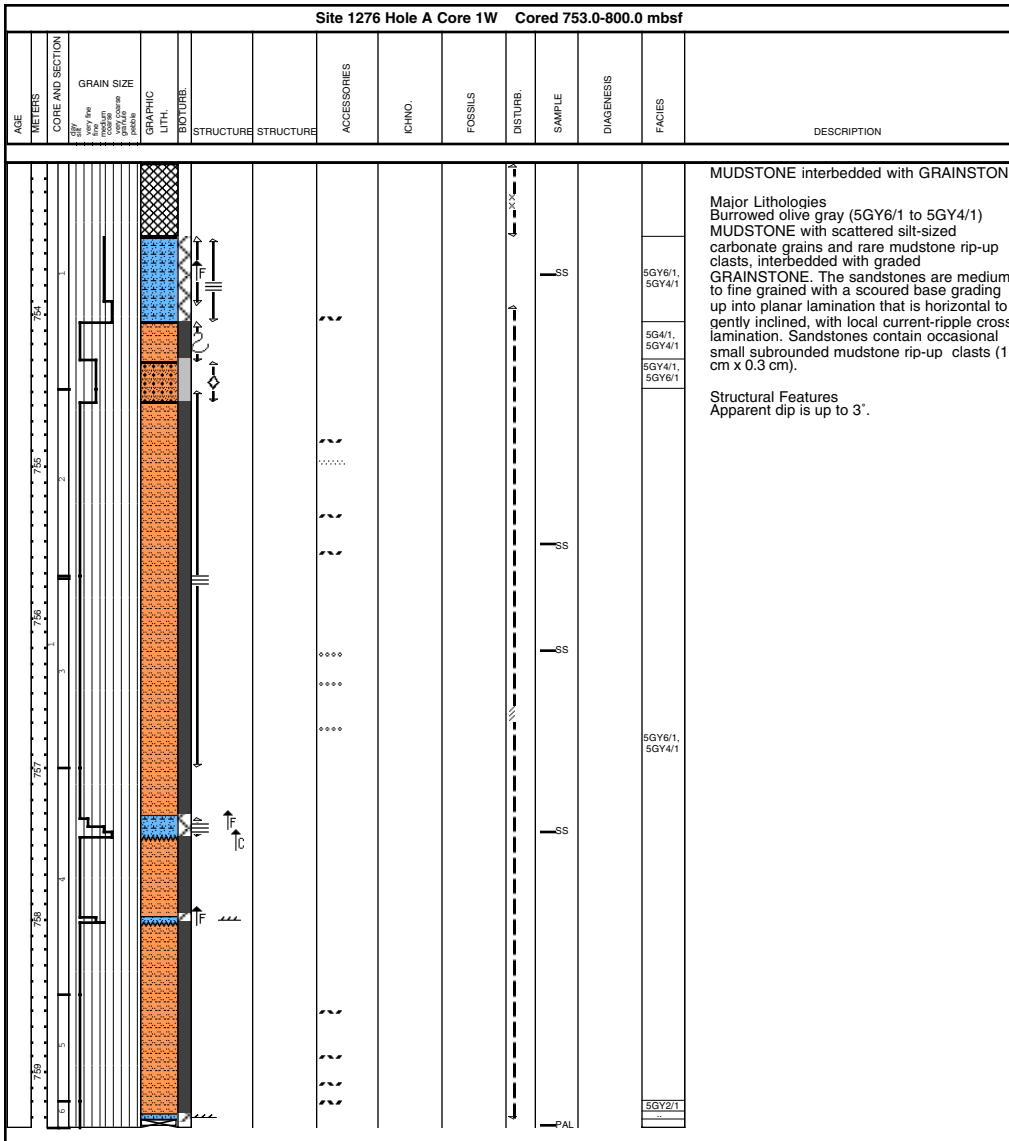 Site 1276 Hole A Core 1W Cored 753.0-800.0 mbsf
AGE
METERS
CORE AND SECTION
GRAIN SIZE
clay
silt
very fine
fine
medium
coarse
very coarse
granule
pebble
GRAPHIC
LITH.
BIOTURB.
STRUCTURE
STRUCTURE
ACCESSORIES
ICHNO.
FOSSILS
DISTURB.
SAMPLE
DIAGENESIS
FACIES
DESCRIPTION
MUDSTONE interbedded with GRAINSTON
Major Lithologies
Burrowed olive gray (5GY6/1 to 5GY4/1)
MUDSTONE with scattered silt-sized
carbonate grains and rare mudstone rip-up
clasts, interbedded with graded
GRAINSTONE. The sandstones are medium
to fine grained with a scoured base grading
up into planar lamination that is horizontal to
gently inclined, with local current-ripple cross
lamination. Sandstones contain occasional
small subrounded mudstone rip-up clasts (1
cm x 0.3 cm).
Structural Features
Apparent dip is up to 3°.
1
F
SS
5GY6/1,
5GY4/1
754
5G4/1,
5GY4/1
5GY4/1,
5GY6/1
755
2
SS
756
1
3
SS
5GY6/1,
5GY4/1
757
F
C
SS
4
758
F
5
759
6
5GY2/1
..
PAL